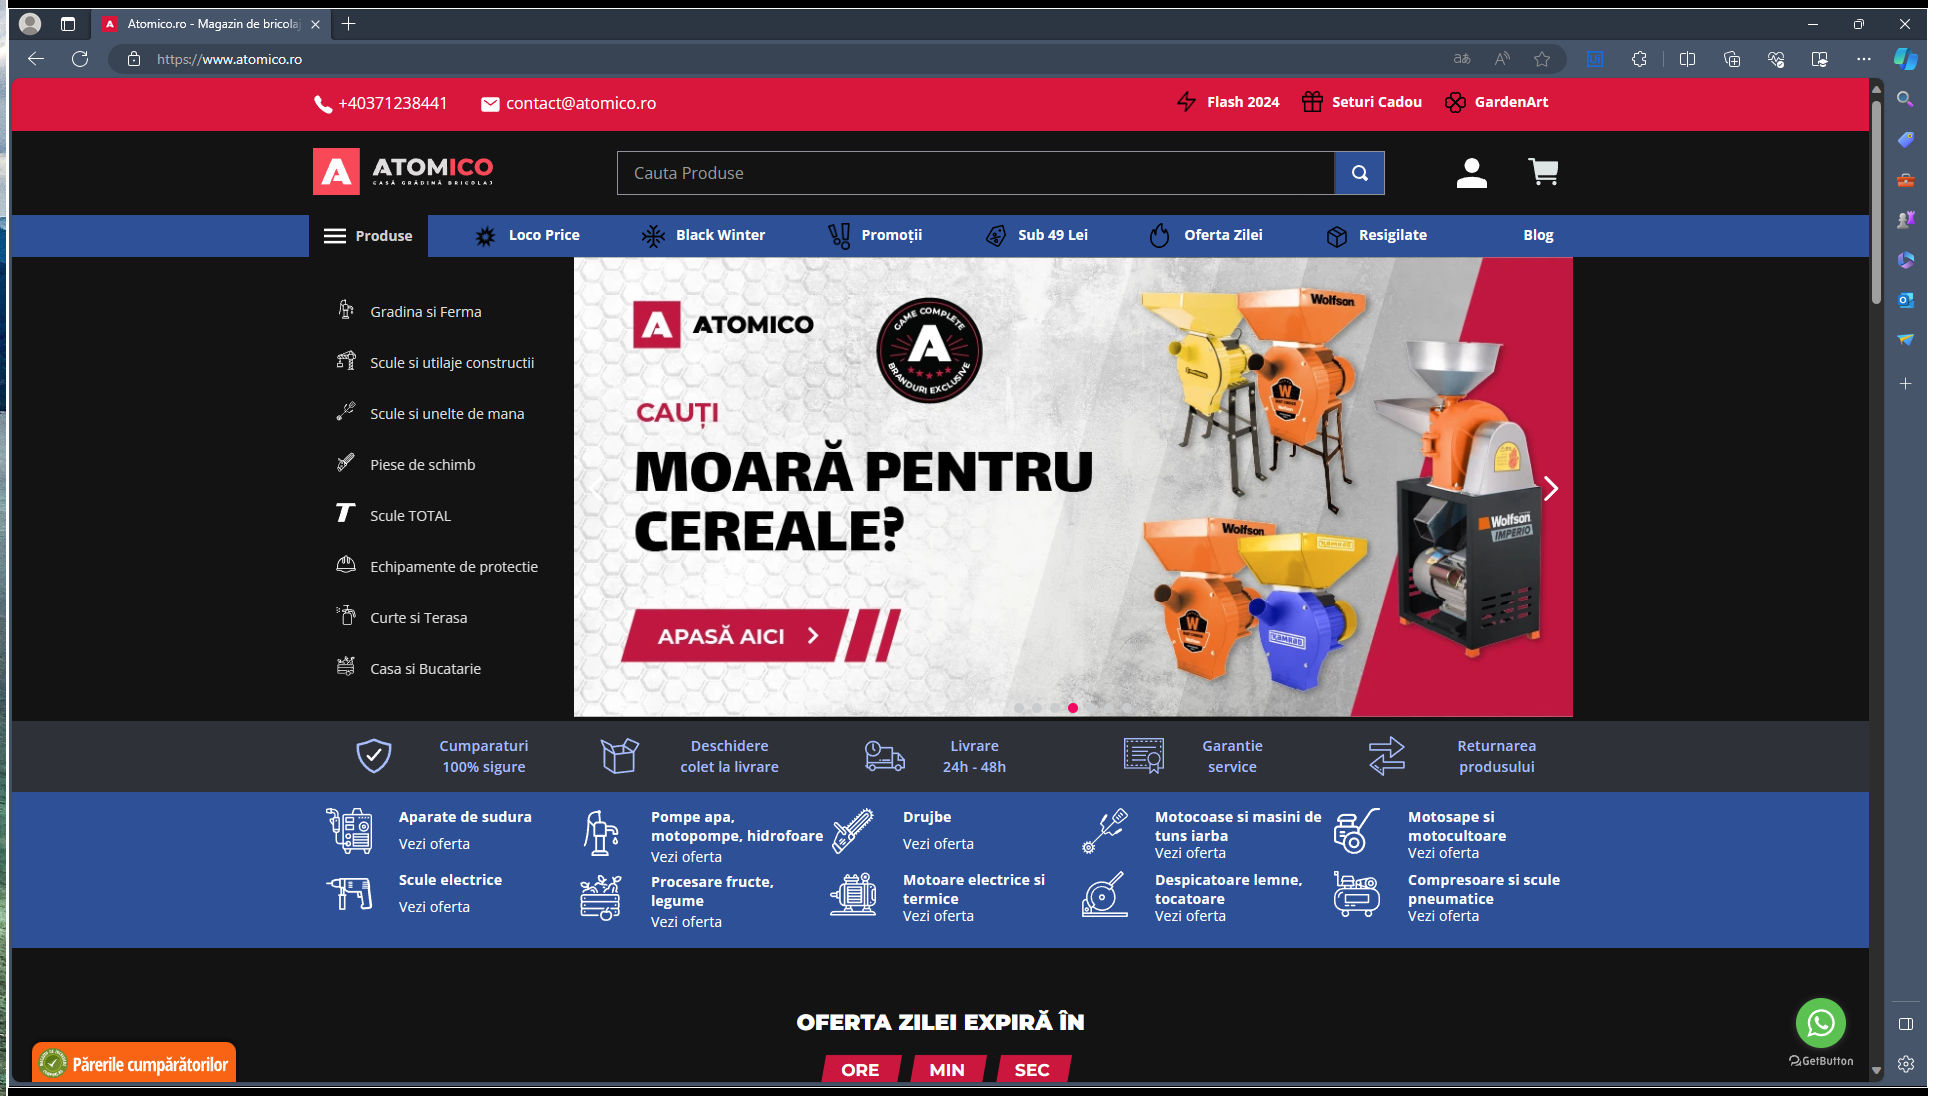 Atomico.ro - Magazin de bricolaj
https://www.atomico.ro
+40371238441
contact@atomico.ro
Flash 2024
Seturi Cadou
GardenArt
ATOMICO
CASĂ GRĂDINĂ BRICOLAJ
Cauta Produse
Produse
Loco Price
Black Winter
Promoții
Sub 49 Lei
Oferta Zilei
Resigilate
Blog
Gradina si Ferma
Scule si utilaje constructii
Scule si unelte de mana
Piese de schimb
Scule TOTAL
Echipamente de protectie
Curte si Terasa
Casa si Bucatarie
ATOMICO
GAME COMPLETE
BRANDURI EXCLUSIVE
CAUȚI
MOARĂ PENTRU
CEREALE?
APASĂ AICI
Wolfson
Wolfson
IMPERIO
Wolfson
Cumparaturi
100% sigure
Deschidere
colet la livrare
Livrare
24h - 48h
Garantie
service
Returnarea
produsului
Aparate de sudura
Vezi oferta
Pompe apa,
motopompe, hidrofoare
Vezi oferta
Drujbe
Vezi oferta
Motocoase si masini de
tuns iarba
Vezi oferta
Motosape si
motocultoare
Vezi oferta
Scule electrice
Vezi oferta
Procesare fructe,
legume
Vezi oferta
Motoare electrice si
termice
Vezi oferta
Despicatoare lemne,
tocatoare
Vezi oferta
Compresoare si scule
pneumatice
Vezi oferta
OFERTA ZILEI EXPIRĂ ÎN
ORE
MIN
SEC
Părerile cumpărătorilor
GetButton